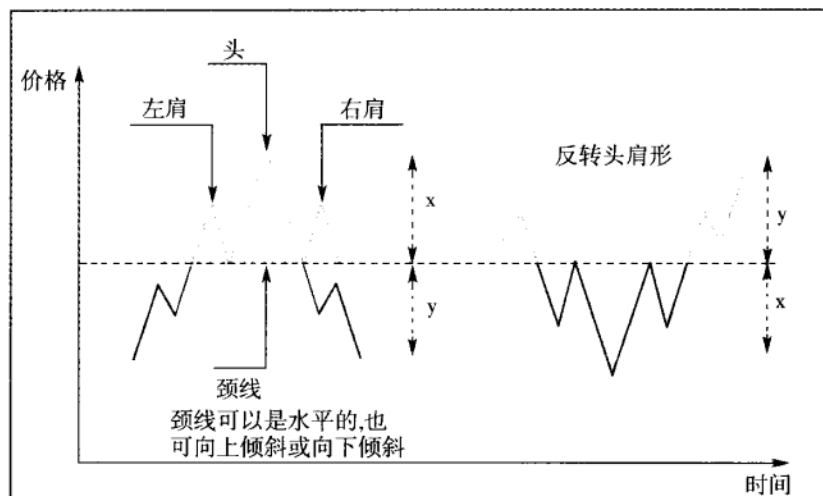 头
价格
左肩
右肩
反转头肩形
x
y
y
x
颈线
颈线可以是水平的,也
可向上倾斜或向下倾斜
时间